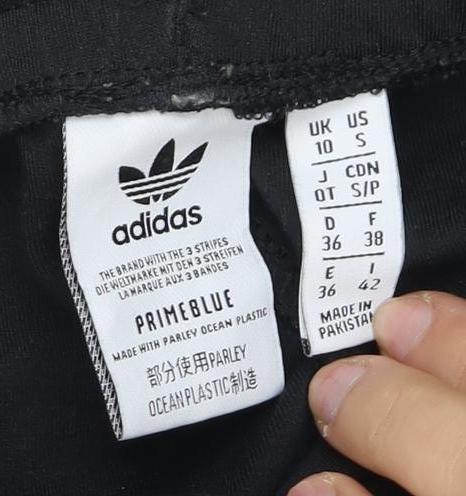 adidas
THE BRAND WITH THE 3 STRIPES
DIE WELTMARKE MIT DEN 3 STREIFEN
LA MARQUE AUX 3 BANDES
PRIMEBLUE
MADE WITH PARLEY OCEAN PLASTIC
部分使用PARLEY
OCEAN PLASTIC制造
UK US
10 S
J CDN
OT S/P
D F
36 38
E I
36 42
MADE IN
PAKISTAN